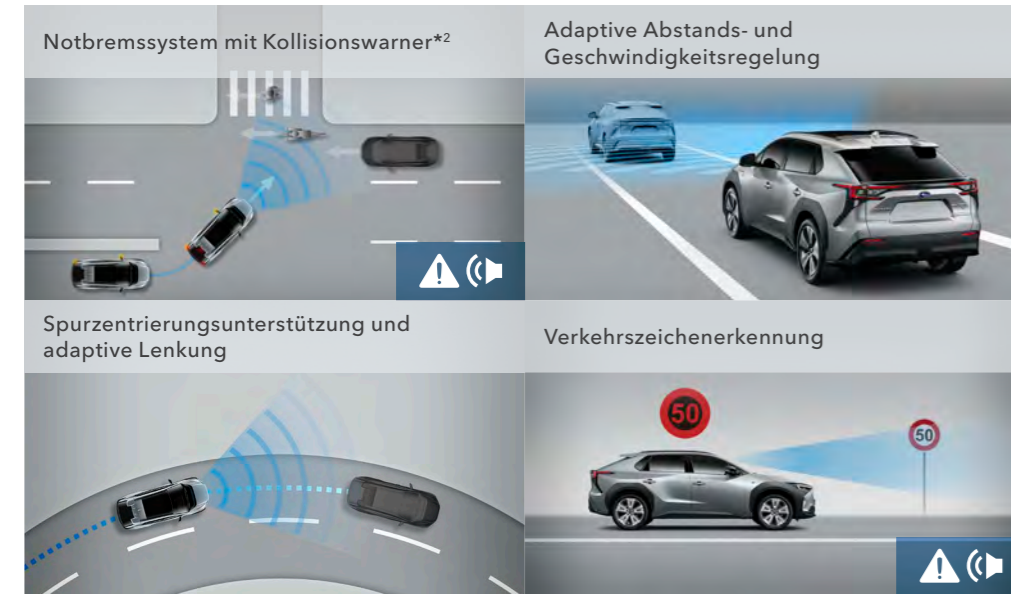 Notbremssystem mit Kollisionswarner*²
Adaptive Abstands- und
Geschwindigkeitsregelung
Spurzentrierungsunterstützung und
adaptive Lenkung
Verkehrszeichenerkennung
50
50